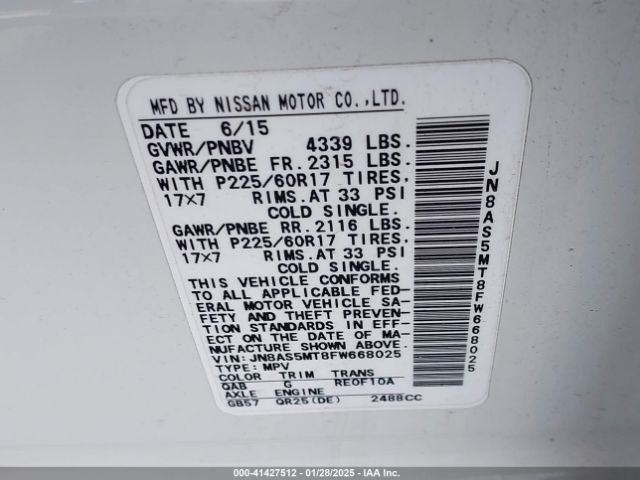 MFD BY NISSAN MOTOR CO.,LTD.
DATE 6/15
GVWR/PNBV 4339 LBS.
GAWR/PNBE FR. 2315 LBS.
WITH P225/60R17 TIRES,
17x7 RIMS.AT 33 PSI
COLD SINGLE.
GAWR/PNBE RR. 2116 LBS.
WITH P225/60R17 TIRES,
17x7 RIMS.AT 33 PSI
COLD SINGLE.
THIS VEHICLE CONFORMS
TO ALL APPLICABLE FED-
ERAL MOTOR VEHICLE SA-
FETY AND THEFT PREVEN-
TION STANDARDS IN EFF-
ECT ON THE DATE OF MA-
NUFACTURE SHOWN ABOVE.
VIN:JN8AS5MT8FW668025
TYPE:MPV
COLOR TRIM TRANS
QAB G RE0F10A
AXLE ENGINE
GB57 QR25(DE) 2488CC
JN8AS5MT8FW668025
000-41427512 - 01/28/2025 - IAA Inc.